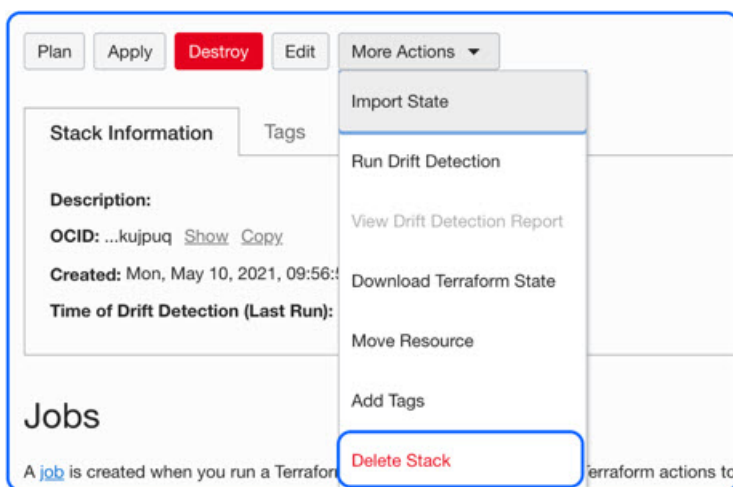 Plan Apply Destroy Edit More Actions
Import State
Stack Information Tags
Run Drift Detection
Description:
View Drift Detection Report
OCID: ...kujpuq Show Copy
Created: Mon, May 10, 2021, 09:56:
Download Terraform State
Time of Drift Detection (Last Run):
Move Resource
Add Tags
Jobs
Delete Stack
A job is created when you run a Terraform actions to